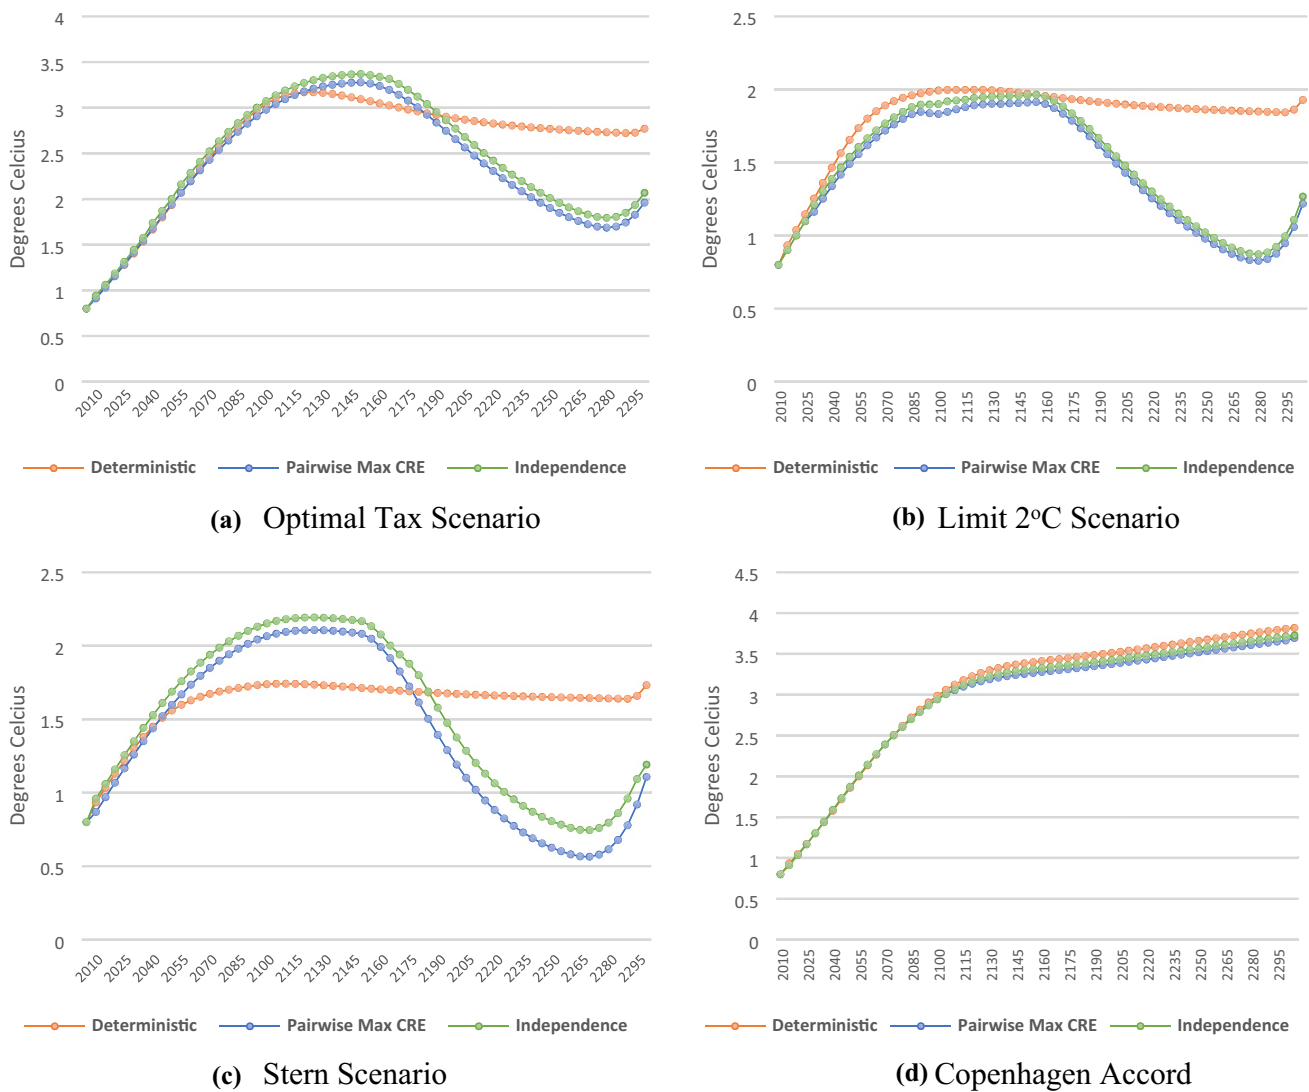 4
3.5
3
2.5
2
1.5
1
0.5
0
Degrees Celcius
2010 2025 2040 2055 2070 2085 2100 2115 2130 2145 2160 2175 2190 2205 2220 2235 2250 2265 2280 2295
Deterministic Pairwise Max CRE Independence
(a) Optimal Tax Scenario
2.5
2
1.5
1
0.5
0
Degrees Celcius
2010 2025 2040 2055 2070 2085 2100 2115 2130 2145 2160 2175 2190 2205 2220 2235 2250 2265 2280 2295
Deterministic Pairwise Max CRE Independence
(b) Limit 2°C Scenario
2.5
2
1.5
1
0.5
0
Degrees Celcius
2010 2025 2040 2055 2070 2085 2100 2115 2130 2145 2160 2175 2190 2205 2220 2235 2250 2265 2280 2295
Deterministic Pairwise Max CRE Independence
(c) Stern Scenario
4.5
4
3.5
3
2.5
2
1.5
1
0.5
0
Degrees Celcius
2010 2025 2040 2055 2070 2085 2100 2115 2130 2145 2160 2175 2190 2205 2220 2235 2250 2265 2280 2295
Deterministic Pairwise Max CRE Independence
(d) Copenhagen Accord